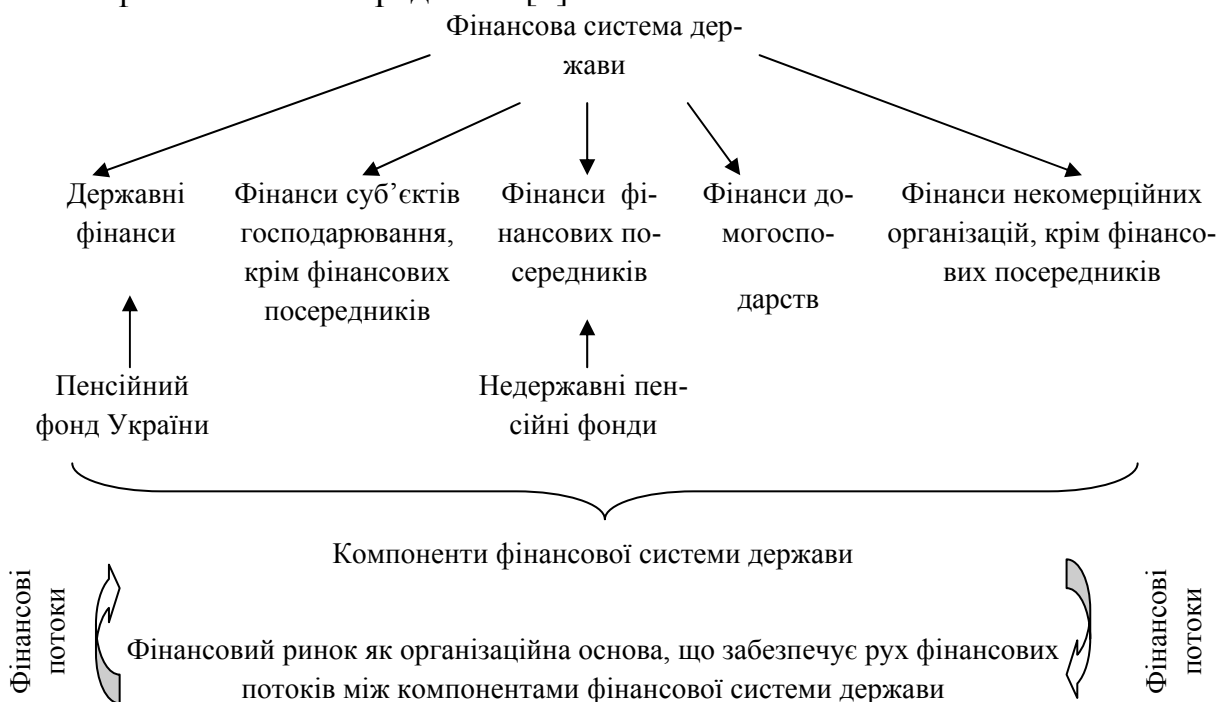 Фінансова система дер-
жави
Державні
фінанси
Фінанси суб’єктів
господарювання,
крім фінансових
посередників
Фінанси фі-
нансових по-
середників
Фінанси до-
могоспо-
дарств
Фінанси некомерційних
організацій, крім фінансо-
вих посередників
Пенсійний
фонд України
Недержавні пен-
сійні фонди
Компоненти фінансової системи держави
Фінансові
потоки
Фінансовий ринок як організаційна основа, що забезпечує рух фінансових
потоків між компонентами фінансової системи держави
Фінансові
потоки